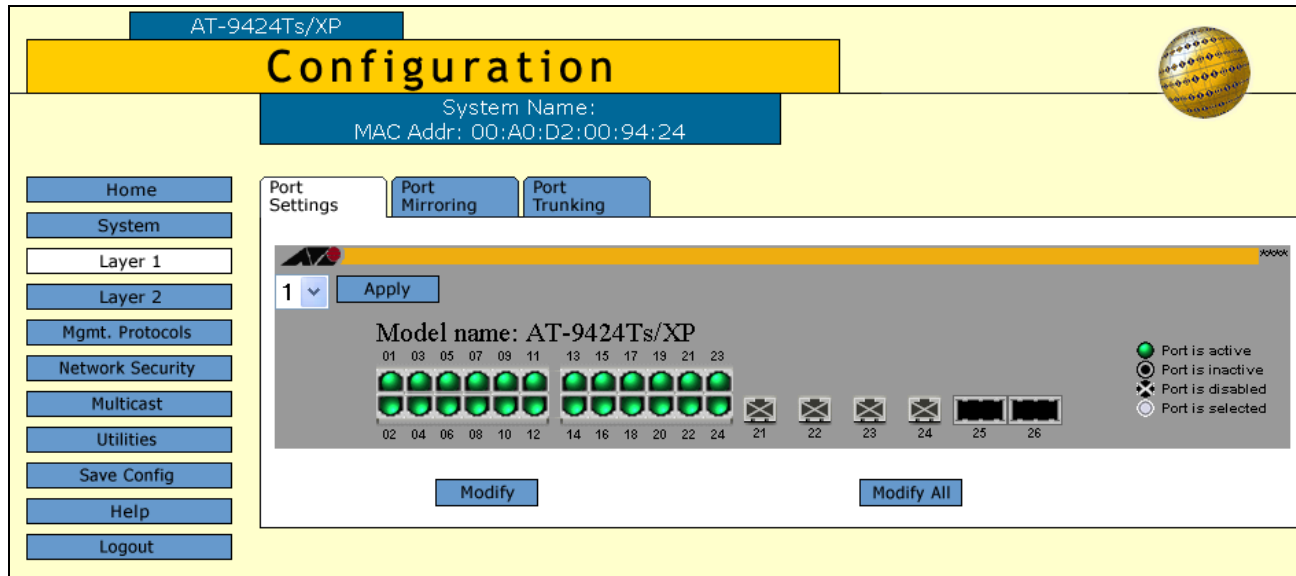 AT-9424Ts/XP
Configuration
System Name:
MAC Addr: 00:A0:D2:00:94:24
Home
System
Layer 1
Layer 2
Mgmt. Protocols
Network Security
Multicast
Utilities
Save Config
Help
Logout
Port Settings
Port Mirroring
Port Trunking
1
Apply
Model name: AT-9424Ts/XP
01 03 05 07 09 11 13 15 17 19 21 23
02 04 06 08 10 12 14 16 18 20 22 24 21 22 23 24 25 26
Port is active
Port is inactive
Port is disabled
Port is selected
Modify
Modify All